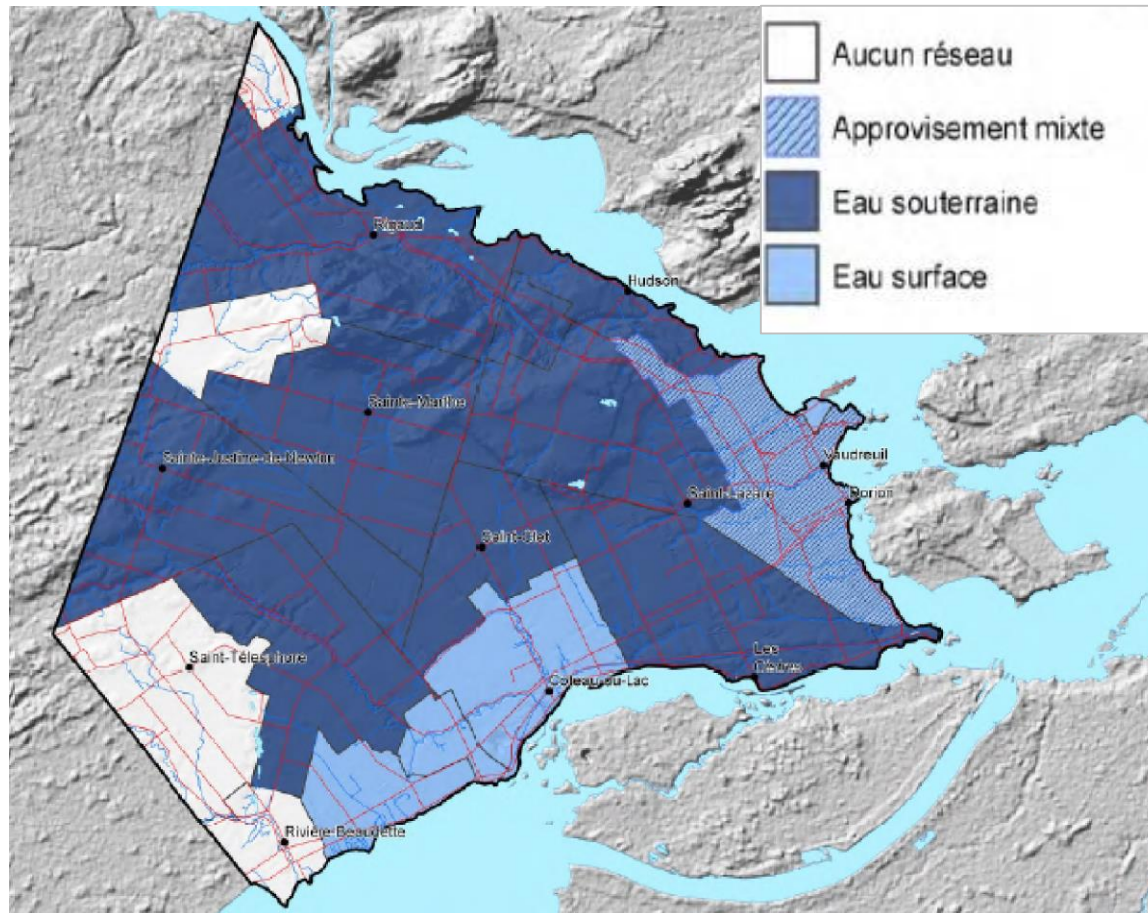 Aucun réseau
Approvisement mixte
Eau souterraine
Eau surface
Rigaud
Hudson
Sainte-Marthe
Sainte-Justine-de-Newton
Vaudreuil
Saint-Lazare
Dorion
Saint-Clet
Saint-Télesphore
Les
Cèdres
Coteau-du-Lac
Rivière-Beaudette